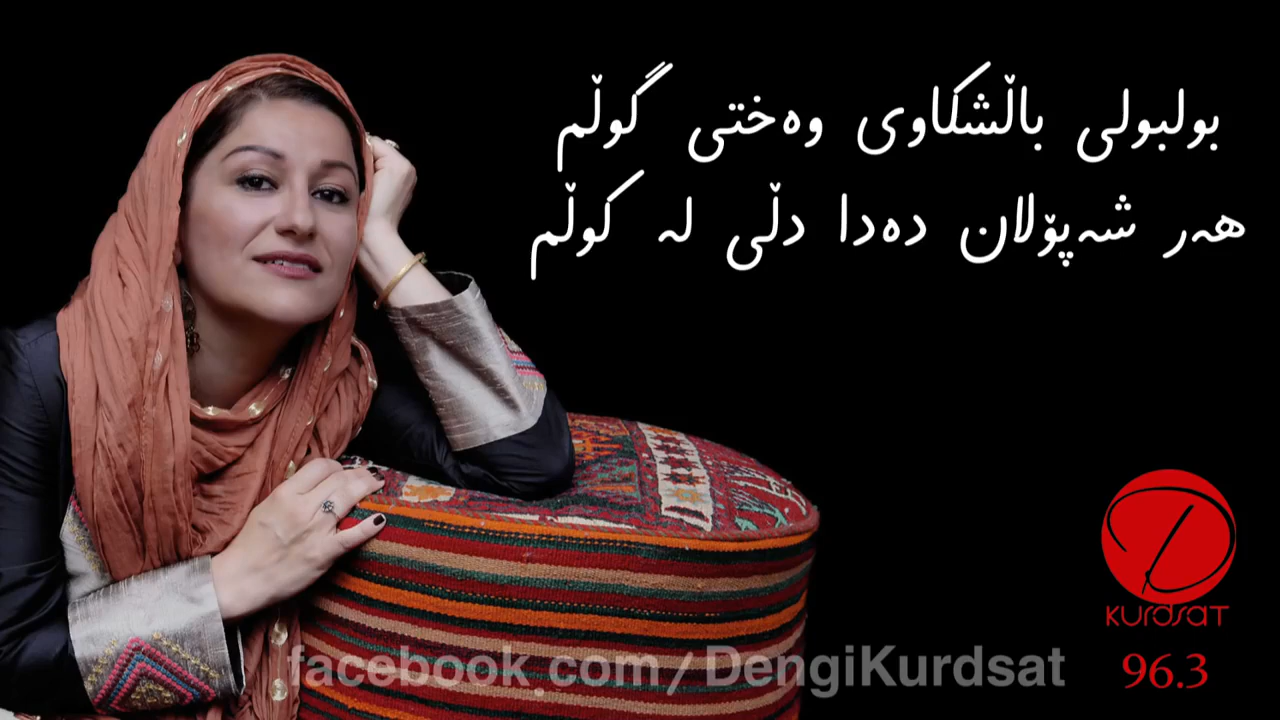 بولبولی باڵشکاوی وەختی گوڵم
هەر شەپۆلان دەدا دڵی لە کوڵم
KURDSAT
96.3
facebook.com/DengiKurdsat